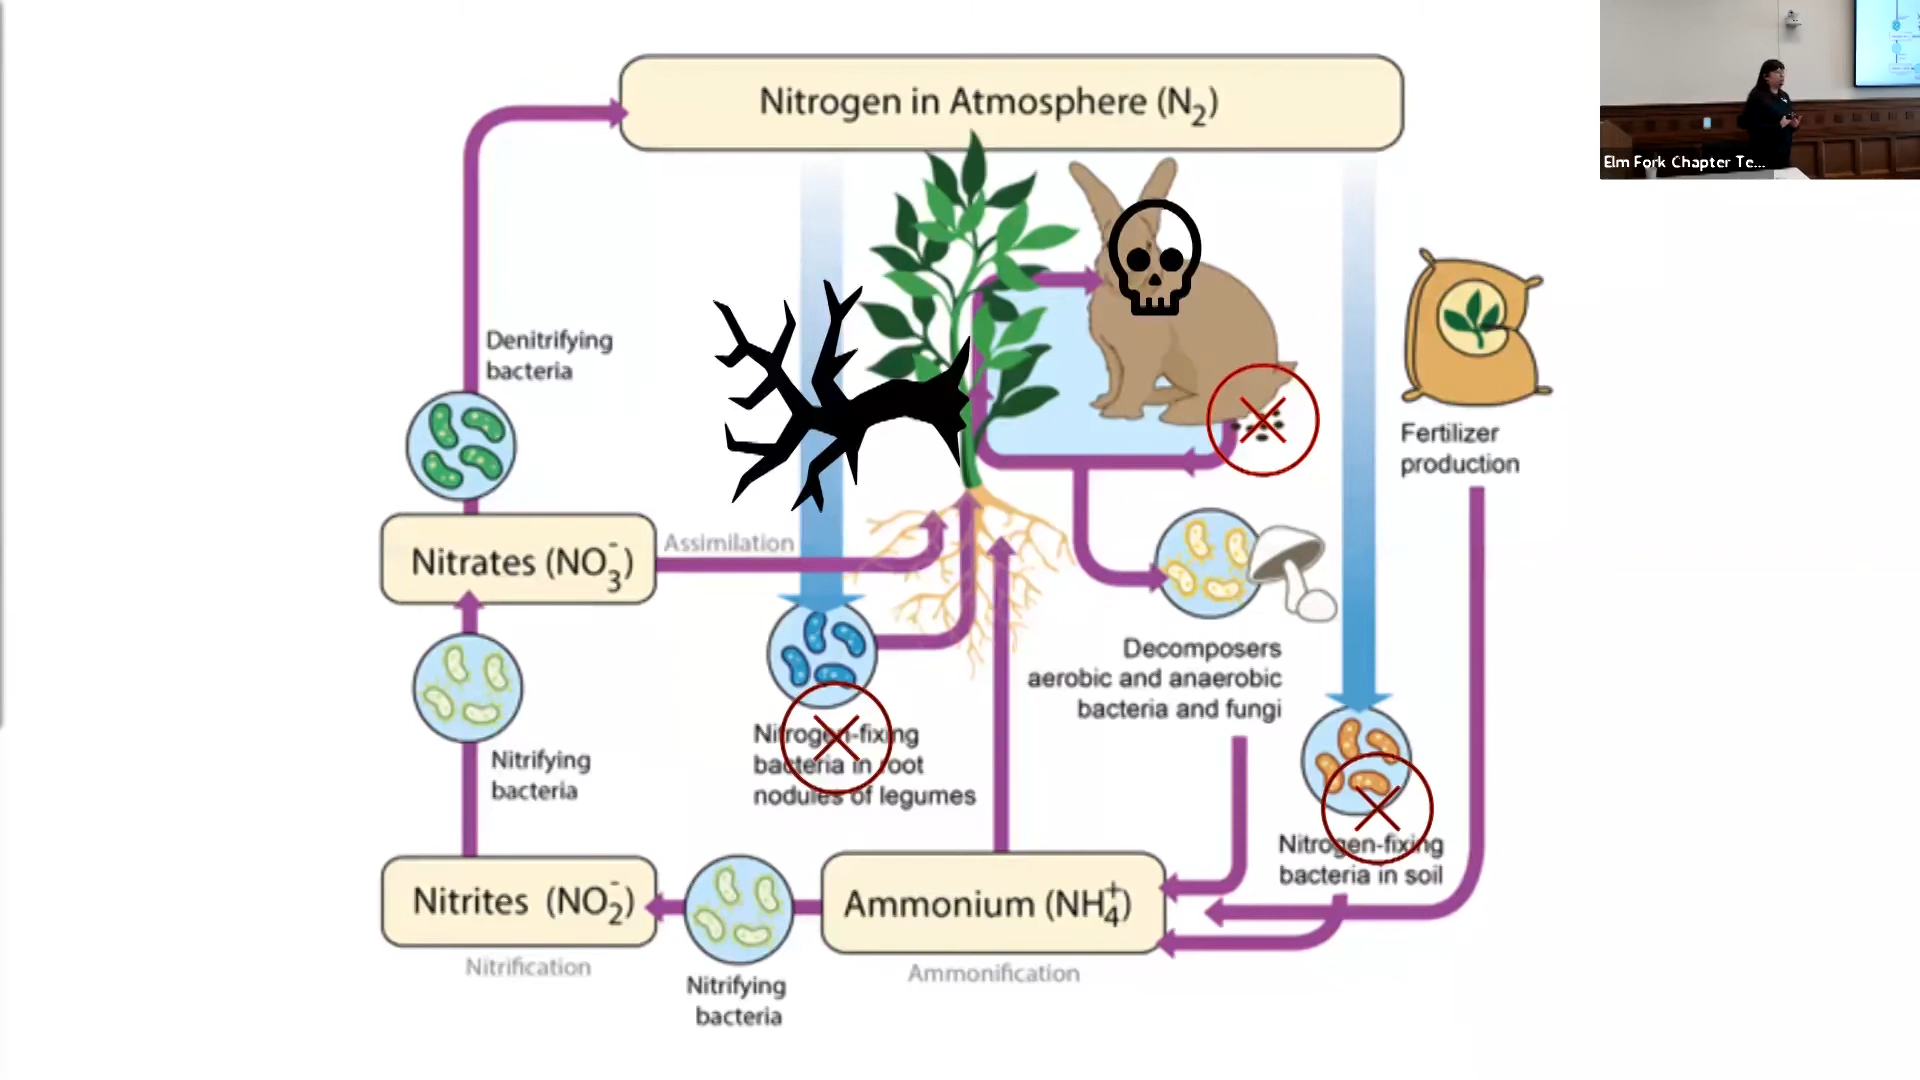 Nitrogen in Atmosphere (N2)
Elm Fork Chapter Te...
Denitrifying
bacteria
Fertilizer
production
Nitrates (NO3-)
Assimilation
Decomposers
aerobic and anaerobic
bacteria and fungi
Nitrogen-fixing
bacteria in root
nodules of legumes
Nitrifying
bacteria
Nitrogen-fixing
bacteria in soil
Nitrites (NO2-)
Ammonium (NH4+)
Nitrification
Ammonification
Nitrifying
bacteria